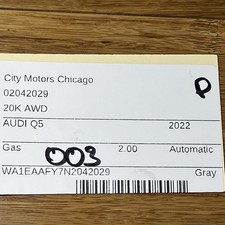 City Motors Chicago
02042029
P
20K AWD
AUDI Q5 2022
Gas 003 2.00 Automatic
WA1EAAFY7N2042029 Gray